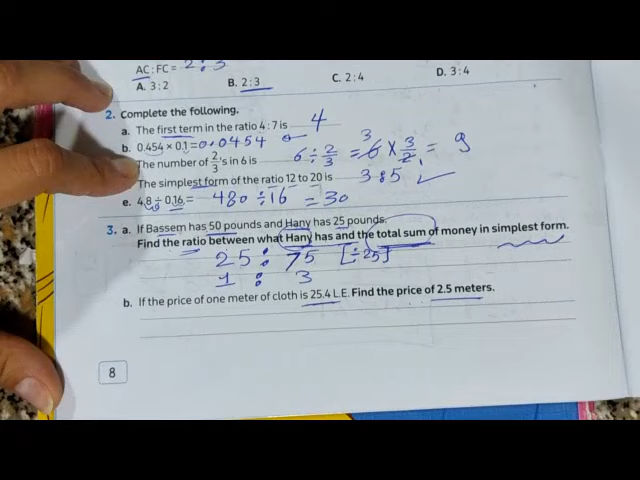 AC : FC = 2 : 3
A. 3 : 2 B. 2 : 3 C. 2 : 4 D. 3 : 4
2. Complete the following.
a. The first term in the ratio 4 : 7 is 4
b. 0.454 × 0.1 = 0.0454
The number of 2/3's in 6 is 6 ÷ 2/3 = 6 × 3/2 = 9
The simplest form of the ratio 12 to 20 is 3:5
e. 4.8 ÷ 0.16 = 480 ÷ 16 = 30
3. a. If Bassem has 50 pounds and Hany has 25 pounds.
Find the ratio between what Hany has and the total sum of money in simplest form.
25 : 75 [÷25]
1 : 3
b. If the price of one meter of cloth is 25.4 L.E. Find the price of 2.5 meters.
8